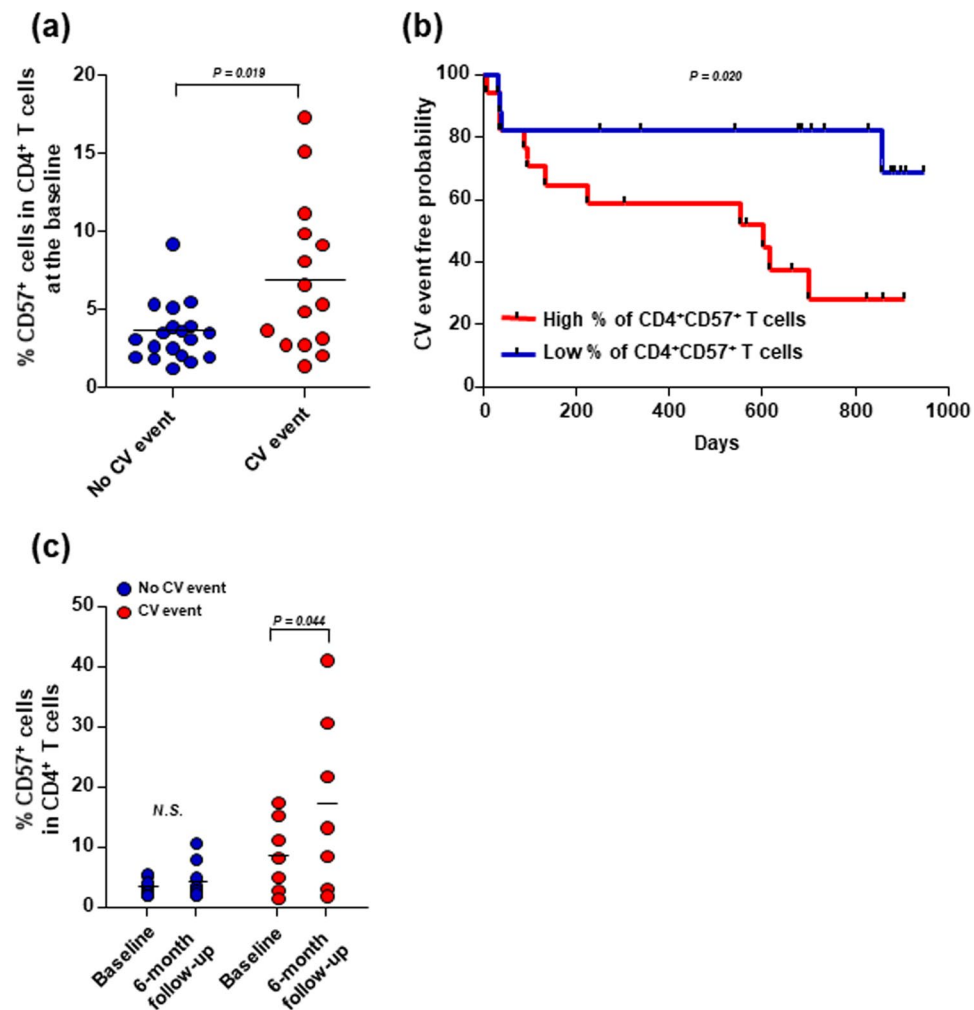 (a)
P = 0.019
20
15
10
5
0
% CD57⁺ cells in CD4⁺ T cells
at the baseline
No CV event
CV event
(b)
P = 0.020
100
80
60
40
20
0
CV event free probability
High % of CD4⁺CD57⁺ T cells
Low % of CD4⁺CD57⁺ T cells
0 200 400 600 800 1000
Days
(c)
No CV event
CV event
P = 0.044
50
40
30
20
10
0
% CD57⁺ cells
in CD4⁺ T cells
N.S.
Baseline
6-month
follow-up
Baseline
6-month
follow-up